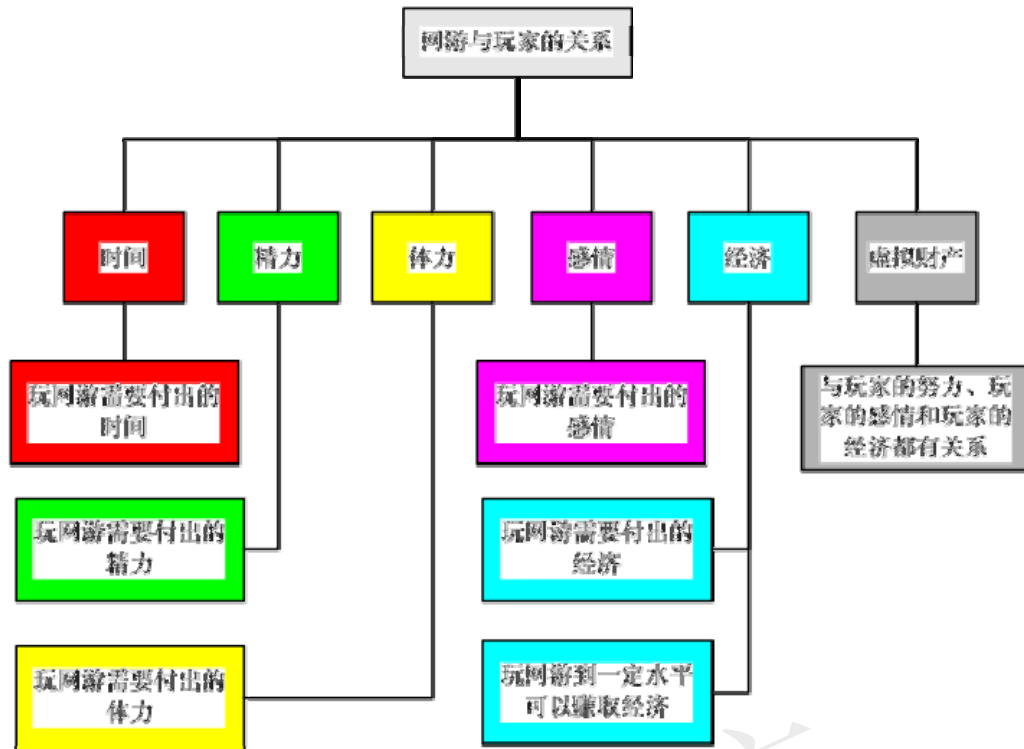 网游与玩家的关系
时间
精力
体力
感情
经济
虚拟财产
玩网游需要付出的
时间
玩网游需要付出的
感情
与玩家的努力、玩
家的感情和玩家的
经济都有关系
玩网游需要付出的
精力
玩网游需要付出的
经济
玩网游需要付出的
体力
玩网游到一定水平
可以赚取经济